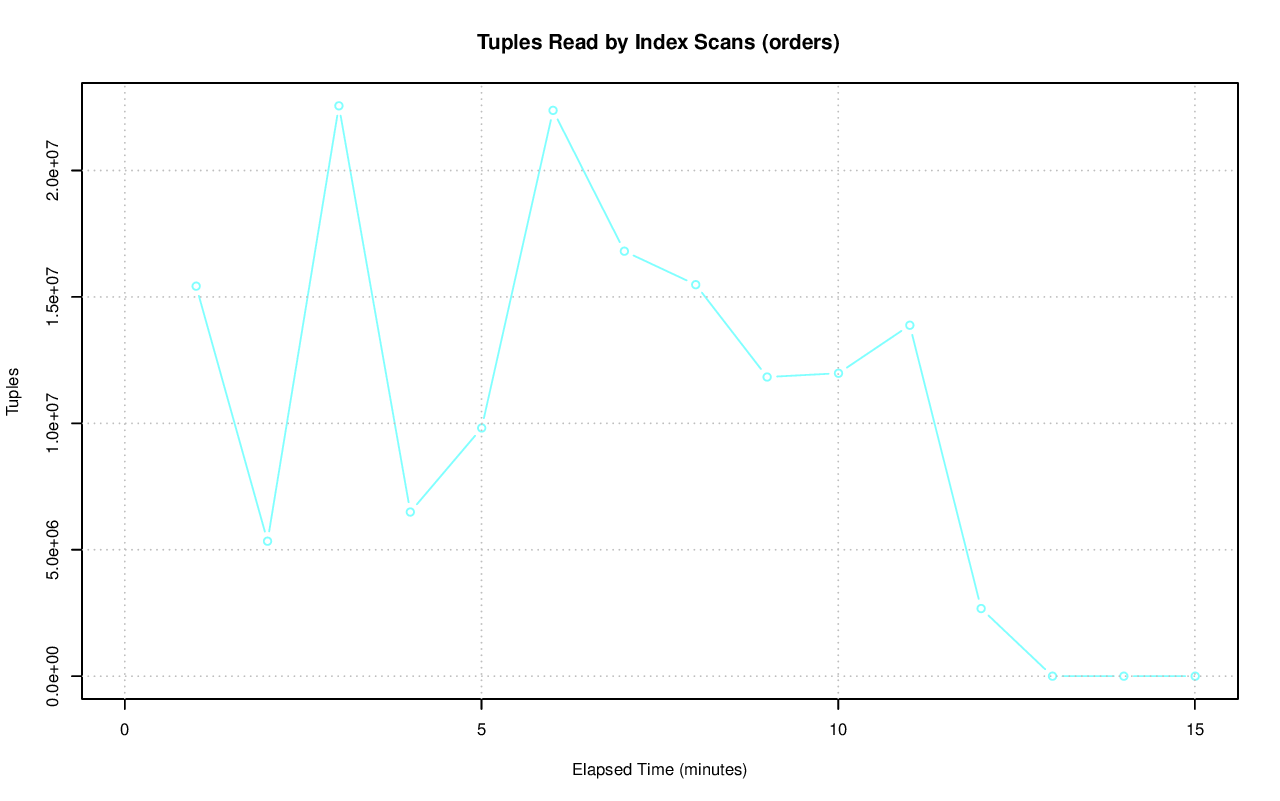 Tuples Read by Index Scans (orders)
Tuples
2.0e+07
1.5e+07
1.0e+07
5.0e+06
0.0e+00
0 5 10 15
Elapsed Time (minutes)